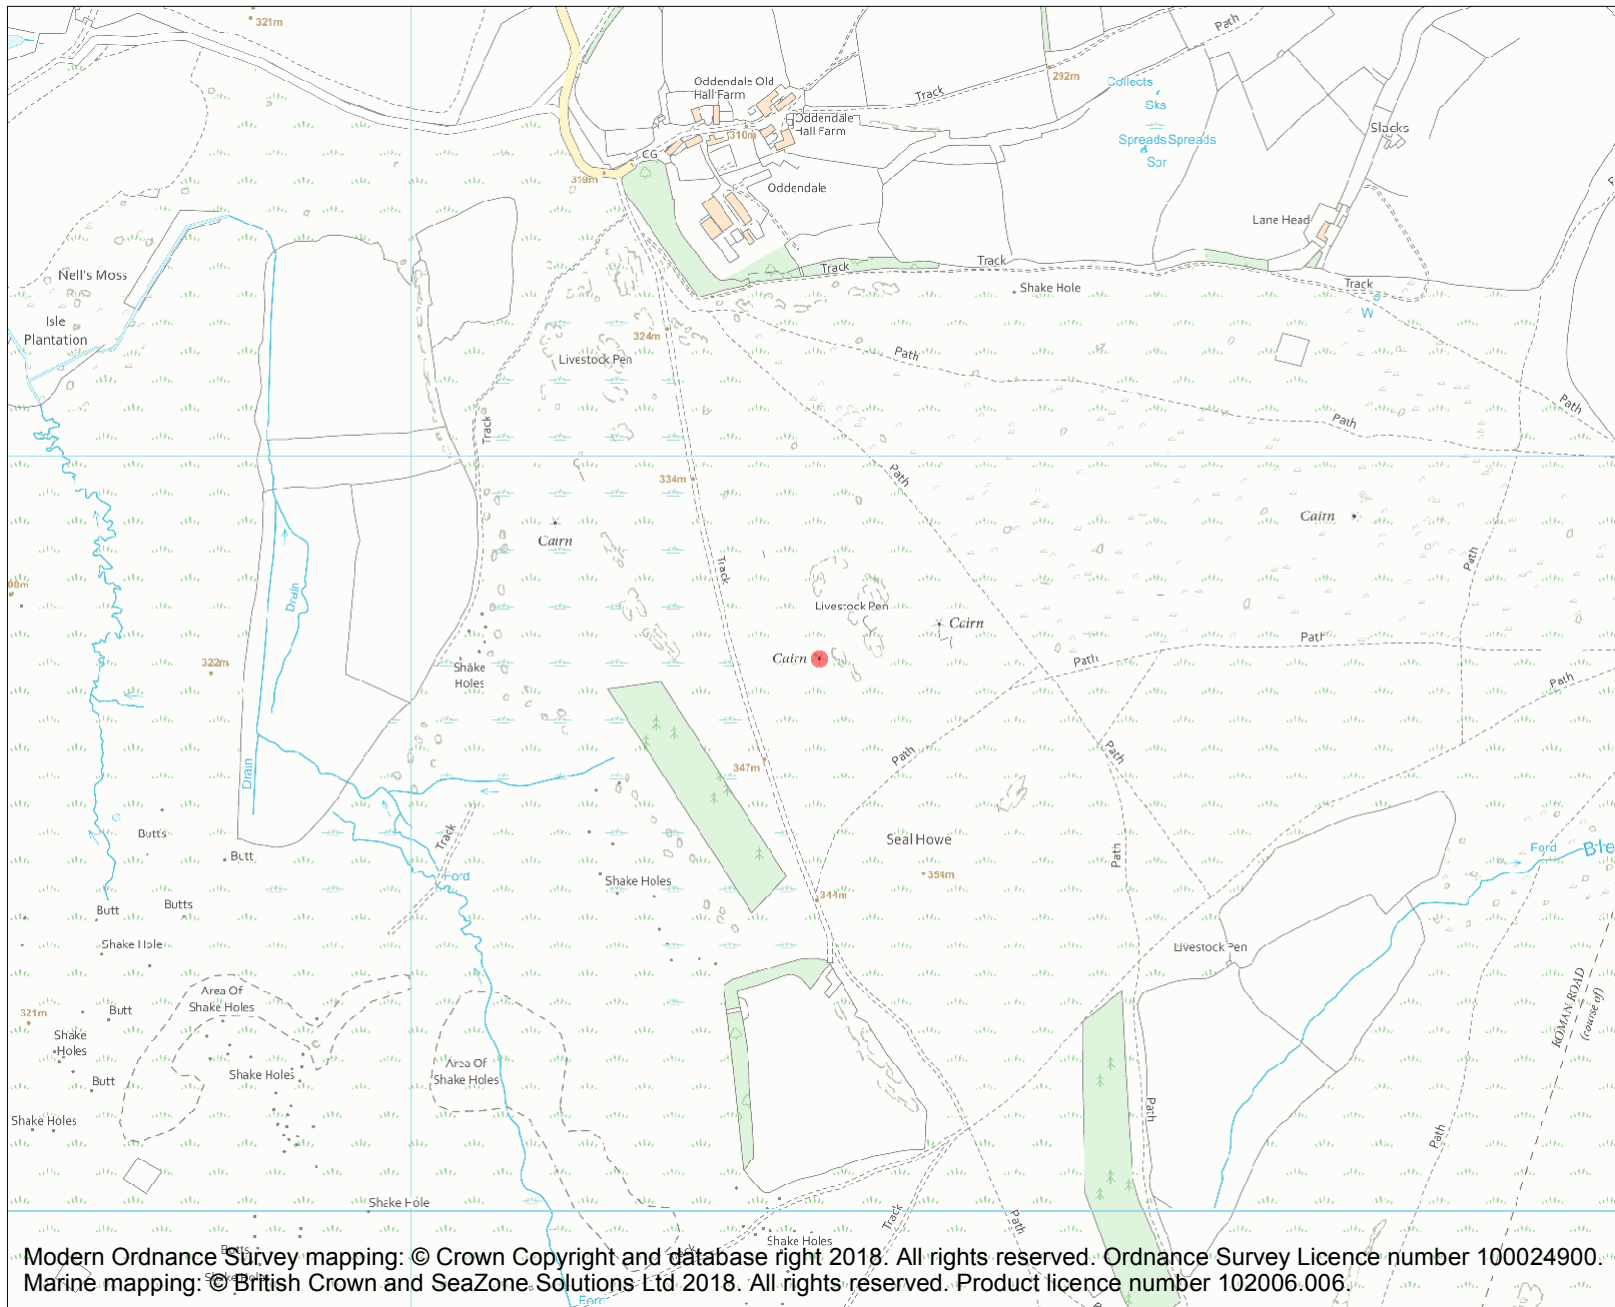 321m
Path
Oddendale Old
Hall Farm
292m
Collects
Sks
Track
Oddendale
Hall Farm
310m
Slacks
Spreads Spreads
Spr
CG
Oddendale
Lane Head
Nell's Moss
Track
Track
Shake Hole
Track
W
Isle
Plantation
324m
Livestock Pen
Path
Path
Path
Track
Path
334m
Cairn
Cairn
Path
Track
Drain
Livestock Pen
Cairn
Path
Cairn
Path
322m
Shake
Holes
Path
Path
Path
347m
Drain
Track
Butts
Butt
Seal Howe
Path
354m
Ford
Ble
Ford
Shake Holes
344m
Butt
Butts
Shake Hole
Livestock Pen
Area Of
Shake Holes
321m
Butt
ROMAN ROAD
(course of)
Shake
Holes
Area Of
Shake Holes
Shake Holes
Butt
Path
Shake Holes
Path
Shake Hole
Track
Path
Shake Holes
Butts
Ford
Modern Ordnance Survey mapping: © Crown Copyright and database right 2018. All rights reserved. Ordnance Survey Licence number 100024900.
Marine mapping: © British Crown and SeaZone Solutions Ltd 2018. All rights reserved. Product licence number 102006.006.